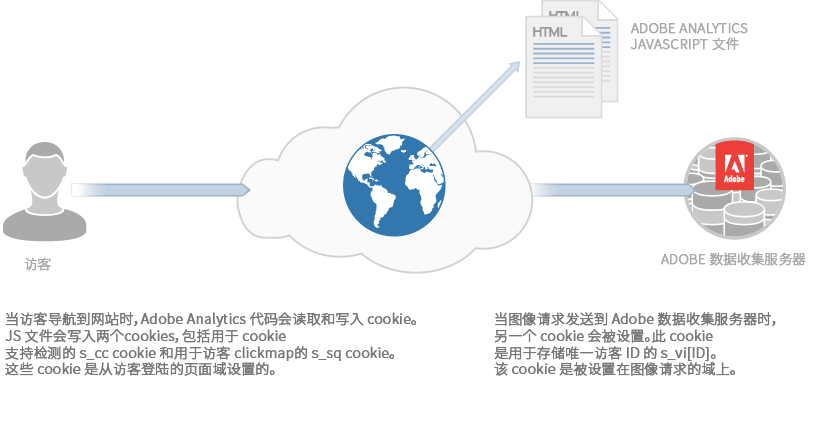 HTML
HTML
ADOBE ANALYTICS
JAVASCRIPT 文件
Adobe
访客
ADOBE 数据收集服务器
当访客导航到网站时, Adobe Analytics 代码会读取和写入 cookie。
JS 文件会写入两个cookies, 包括用于 cookie
支持检测的 s_cc cookie 和用于访客 clickmap的 s_sq cookie。
这些 cookie 是从访客登陆的页面域设置的。
当图像请求发送到 Adobe 数据收集服务器时,
另一个 cookie 会被设置。此 cookie
是用于存储唯一访客 ID 的 s_vi[ID]。
该 cookie 是被设置在图像请求的域上。